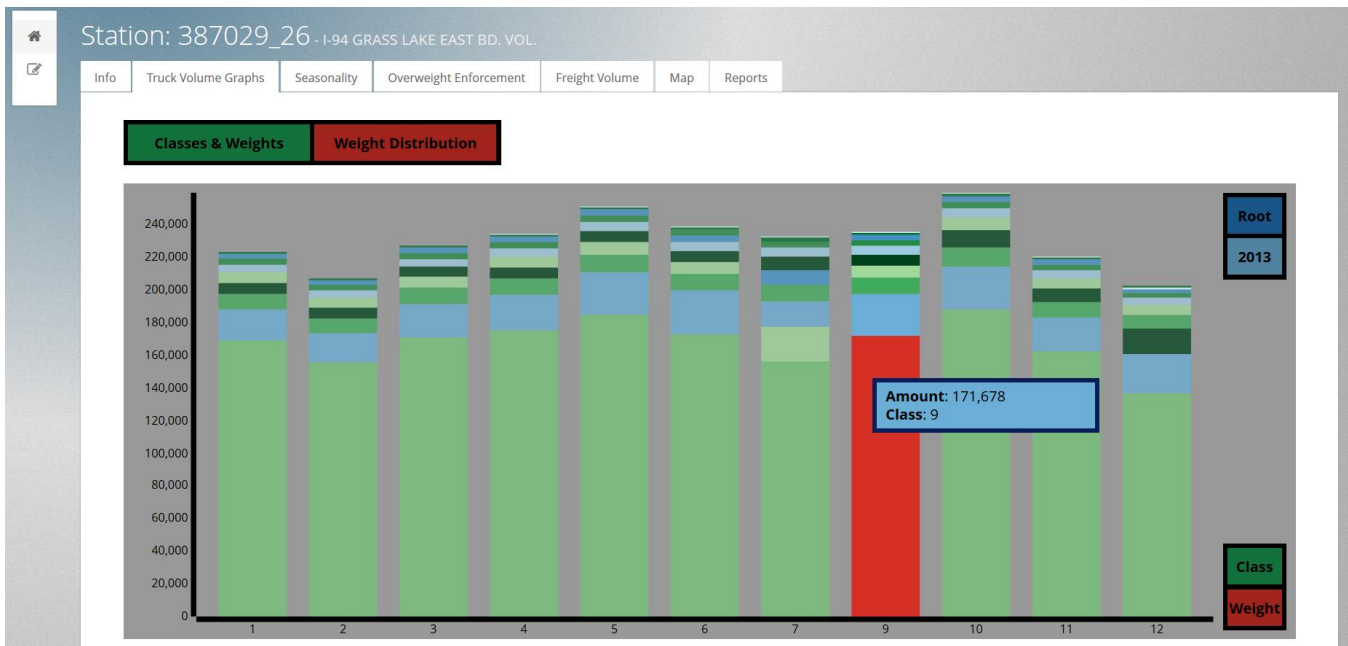 Station: 387029_26 - I-94 GRASS LAKE EAST BD. VOL.
Info Truck Volume Graphs Seasonality Overweight Enforcement Freight Volume Map Reports
Classes & Weights Weight Distribution
Root
2013
240,000
220,000
200,000
180,000
160,000
140,000
120,000
100,000
80,000
60,000
40,000
20,000
0
Amount: 171,678
Class: 9
Class
Weight
1 2 3 4 5 6 7 9 10 11 12